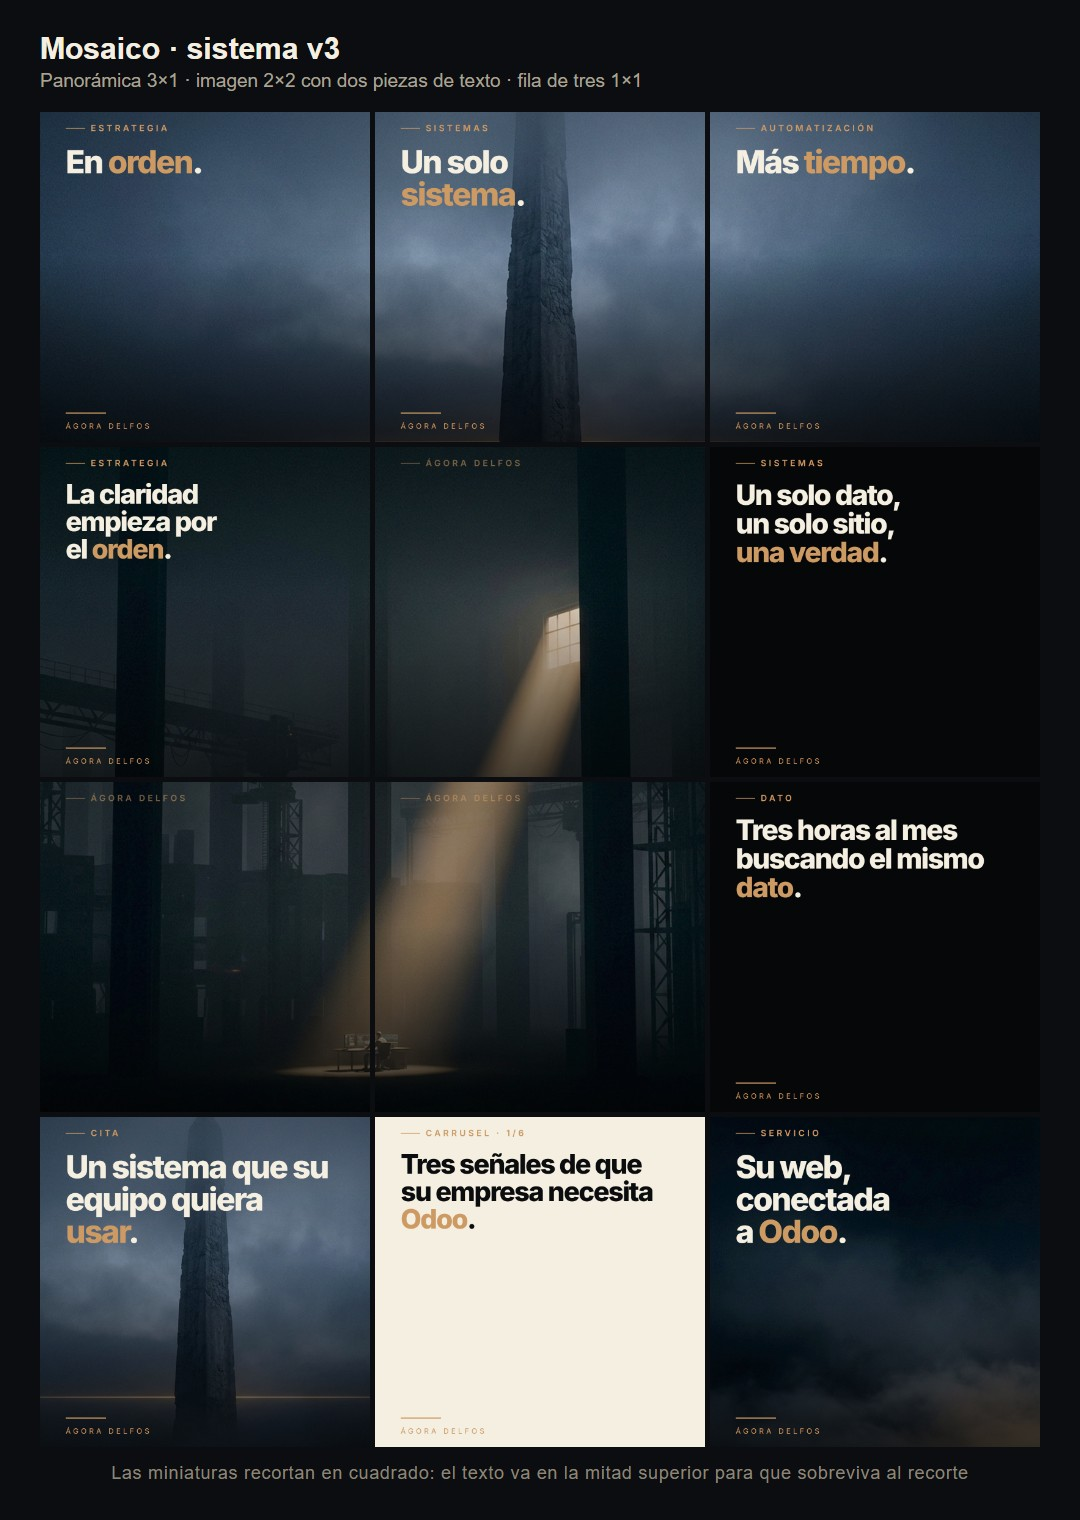 Mosaico · sistema v3
Panorámica 3×1 · imagen 2×2 con dos piezas de texto · fila de tres 1×1
ESTRATEGIA
En orden.
ÁGORA DELFOS
SISTEMAS
Un solo
sistema.
ÁGORA DELFOS
AUTOMATIZACIÓN
Más tiempo.
ÁGORA DELFOS
ESTRATEGIA
La claridad
empieza por
el orden.
ÁGORA DELFOS
ÁGORA DELFOS
SISTEMAS
Un solo dato,
un solo sitio,
una verdad.
ÁGORA DELFOS
ÁGORA DELFOS
ÁGORA DELFOS
DATO
Tres horas al mes
buscando el mismo
dato.
ÁGORA DELFOS
CITA
Un sistema que su
equipo quiera
usar.
ÁGORA DELFOS
CARRUSEL · 1/6
Tres señales de que
su empresa necesita
Odoo.
ÁGORA DELFOS
SERVICIO
Su web,
conectada
a Odoo.
ÁGORA DELFOS
Las miniaturas recortan en cuadrado: el texto va en la mitad superior para que sobreviva al recorte